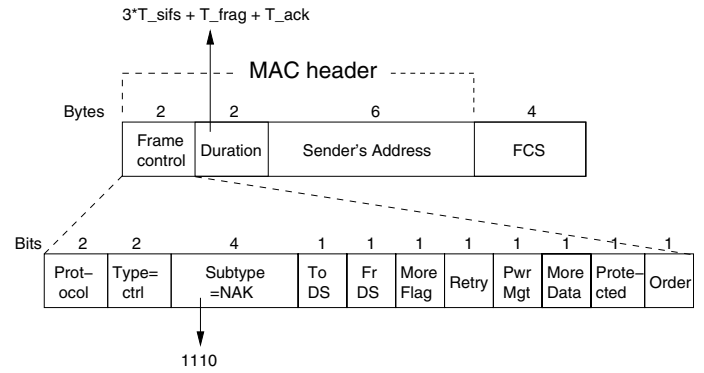 3*T_sifs + T_frag + T_ack
MAC header
Bytes 2 2 6 4
Frame control Duration Sender's Address FCS
Bits 2 2 4 1 1 1 1 1 1 1 1
Prot–ocol Type=ctrl Subtype=NAK To DS Fr DS More Flag Retry Pwr Mgt More Data Prote–cted Order
1110